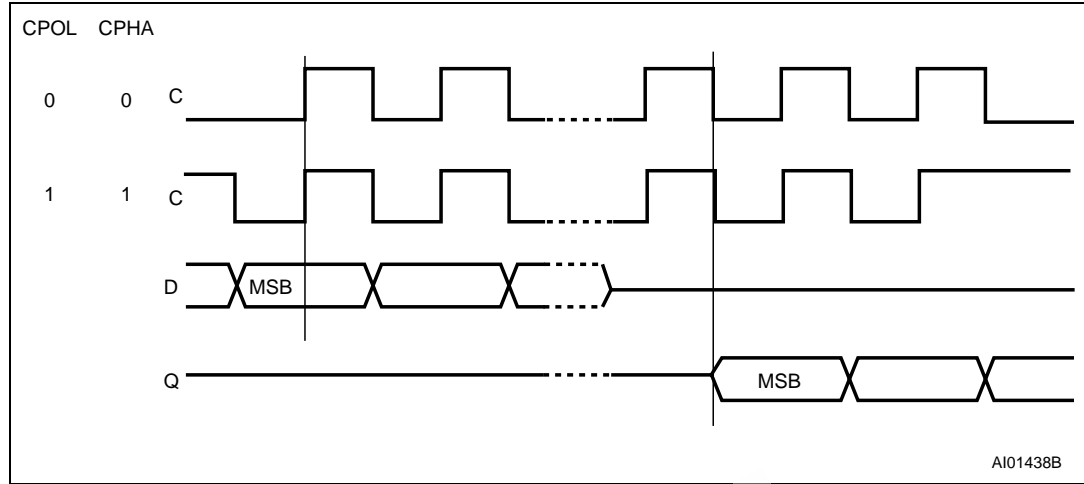 CPOL CPHA
0 0 C
1 1 C
D MSB
Q MSB
AI01438B